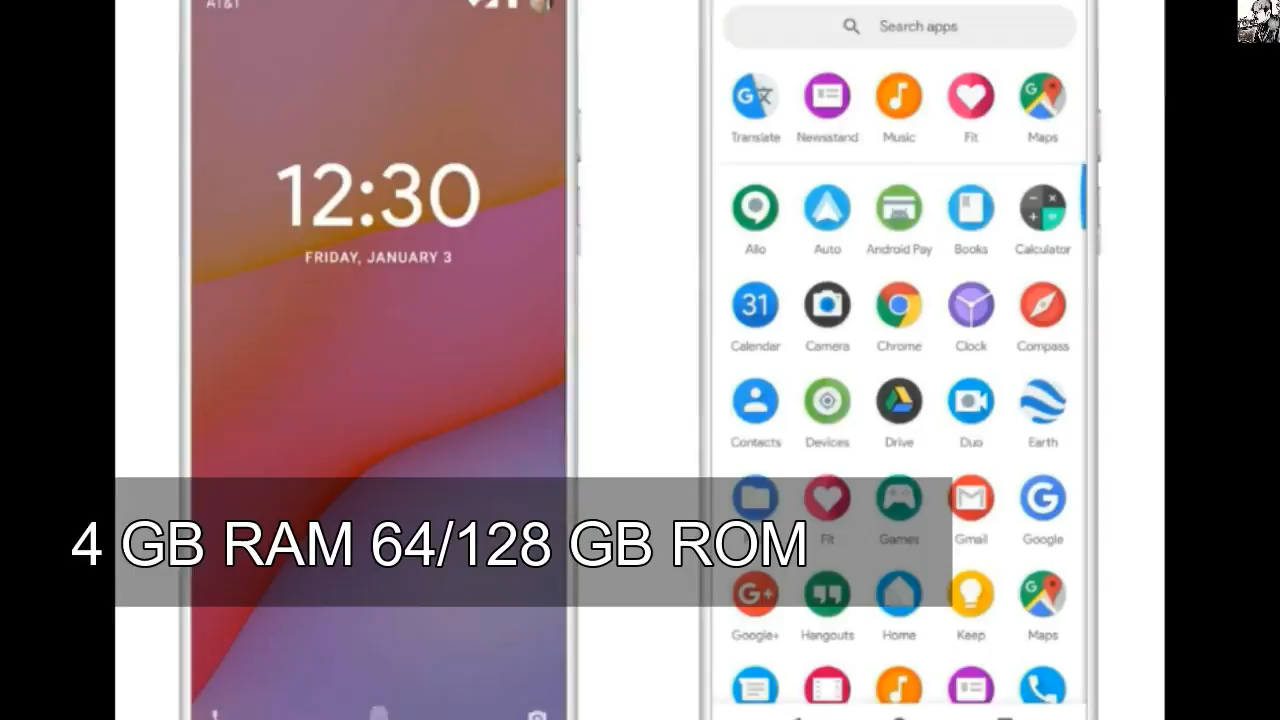 AT&T
12:30
FRIDAY, JANUARY 3
Search apps
Translate Newsstand Music Fit Maps
Allo Auto Android Pay Books Calculator
31
Calendar Camera Chrome Clock Compass
Contacts Devices Drive Duo Earth
Fit Games Gmail Google
4 GB RAM 64/128 GB ROM
Google+ Hangouts Home Keep Maps